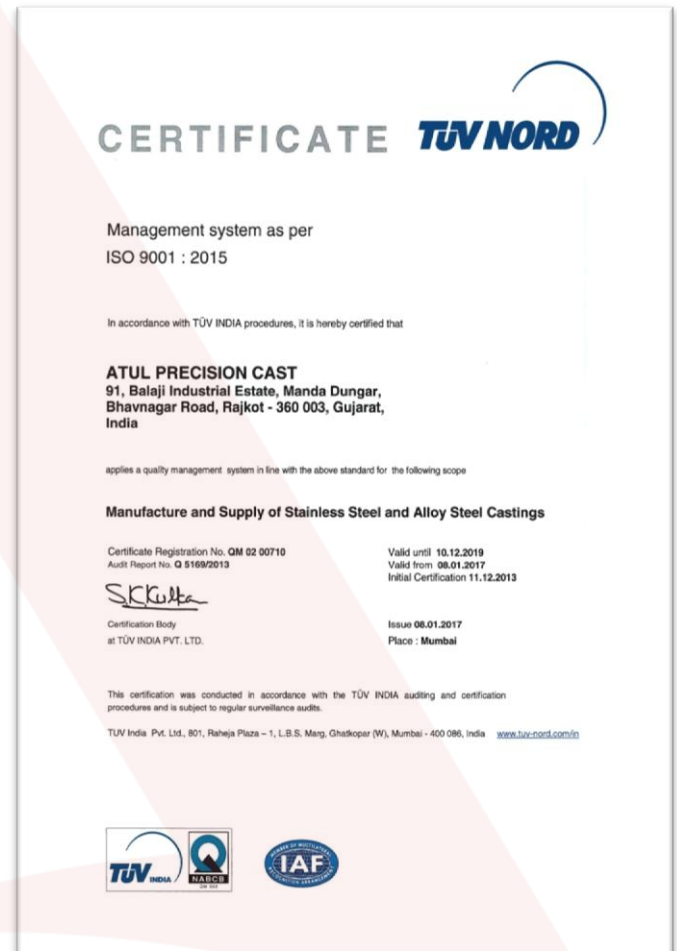 CERTIFICATE
TÜV NORD
Management system as per
ISO 9001 : 2015
In accordance with TÜV INDIA procedures, it is hereby certified that
ATUL PRECISION CAST
91, Balaji Industrial Estate, Manda Dungar,
Bhavnagar Road, Rajkot - 360 003, Gujarat,
India
applies a quality management system in line with the above standard for the following scope
Manufacture and Supply of Stainless Steel and Alloy Steel Castings
Certificate Registration No. QM 02 00710
Audit Report No. Q 5169/2013
Valid until 10.12.2019
Valid from 08.01.2017
Initial Certification 11.12.2013
Certification Body
at TÜV INDIA PVT. LTD.
Issue 08.01.2017
Place : Mumbai
This certification was conducted in accordance with the TÜV INDIA auditing and certification
procedures and is subject to regular surveillance audits.
TUV India Pvt. Ltd., 801, Raheja Plaza – 1, L.B.S. Marg, Ghatkopar (W), Mumbai - 400 086, India www.tuv-nord.com/in
TÜV INDIA
NABCB
MEMBER OF MULTILATERAL
IAF
RECOGNITION ARRANGEMENT